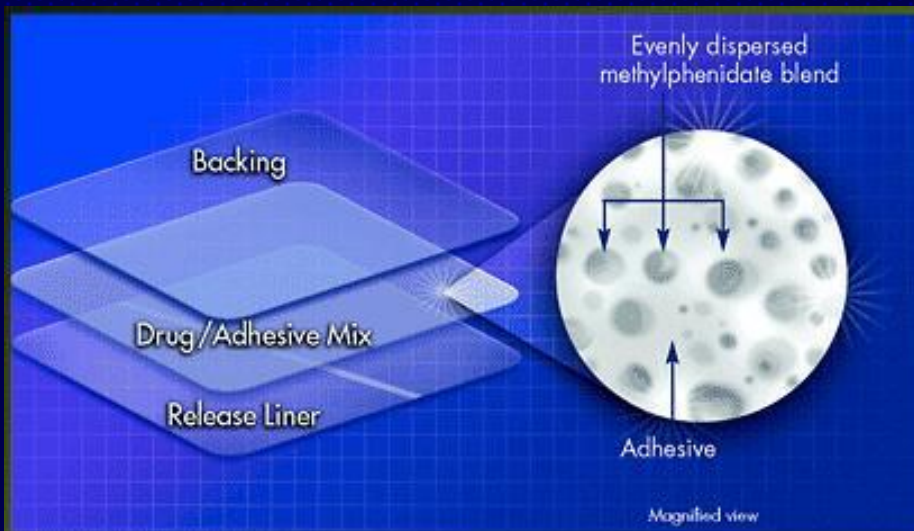 Evenly dispersed
methylphenidate blend
Backing
Drug/Adhesive Mix
Release Liner
Adhesive
Magnified view